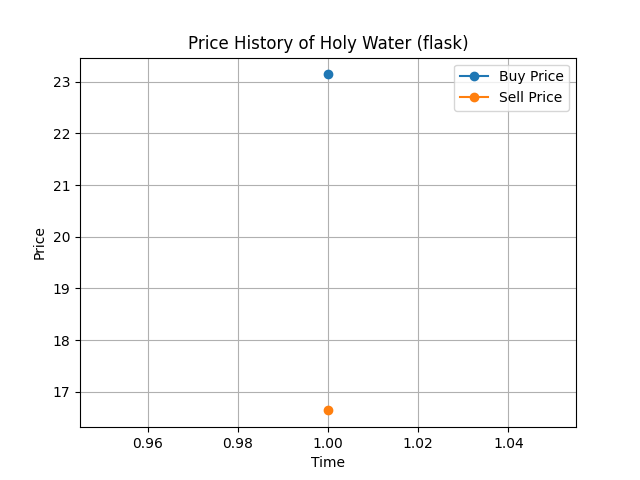 Price History of Holy Water (flask)
Buy Price
Sell Price
23
22
21
20
19
18
17
Price
0.96 0.98 1.00 1.02 1.04
Time